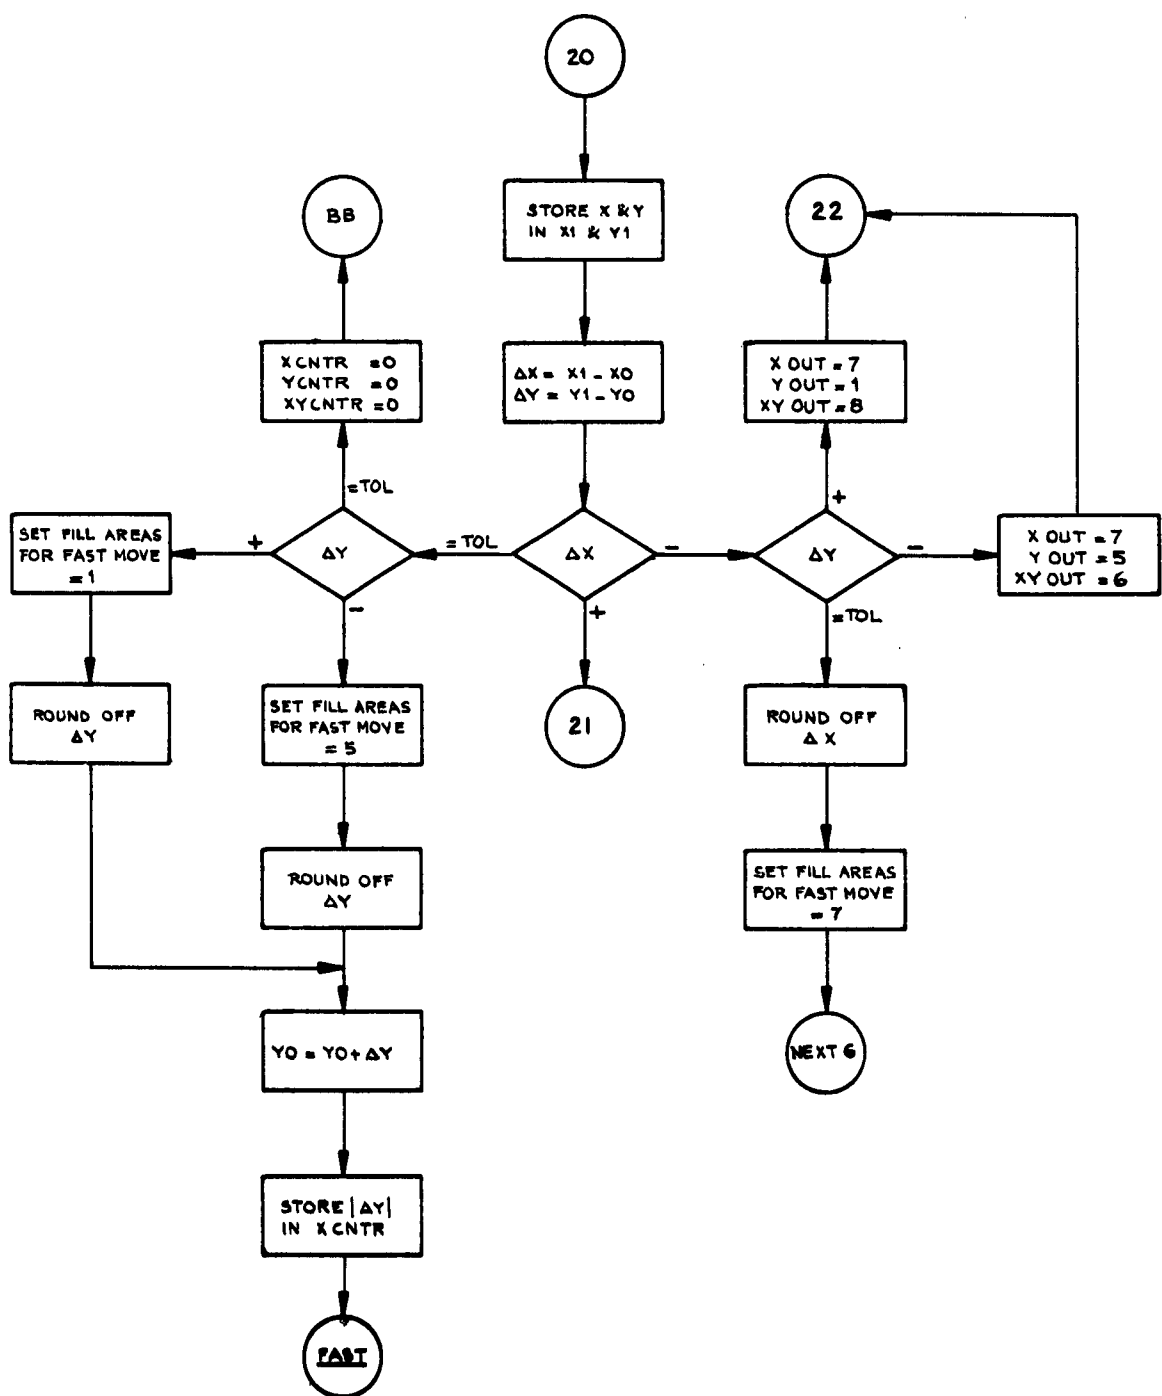 20
STORE X & Y
IN X1 & Y1
BB
22
XCNTR = 0
YCNTR = 0
XYCNTR = 0
ΔX = X1 - X0
ΔY = Y1 - Y0
X OUT = 7
Y OUT = 1
XY OUT = 8
= TOL
+
SET FILL AREAS
FOR FAST MOVE
= 1
+
ΔY
= TOL
ΔX
-
ΔY
-
X OUT = 7
Y OUT = 5
XY OUT = 6
-
+
= TOL
ROUND OFF
ΔY
SET FILL AREAS
FOR FAST MOVE
= 5
21
ROUND OFF
Δ X
ROUND OFF
ΔY
SET FILL AREAS
FOR FAST MOVE
= 7
Y0 = Y0 + ΔY
NEXT 6
STORE |ΔY|
IN XCNTR
FAST